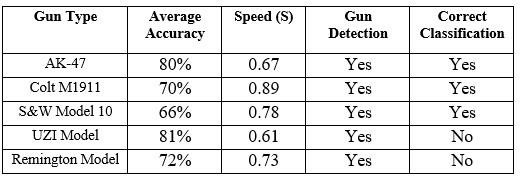 Gun Type Average Accuracy Speed (S) Gun Detection Correct Classification
AK-47 80% 0.67 Yes Yes
Colt M1911 70% 0.89 Yes Yes
S&W Model 10 66% 0.78 Yes Yes
UZI Model 81% 0.61 Yes No
Remington Model 72% 0.73 Yes No